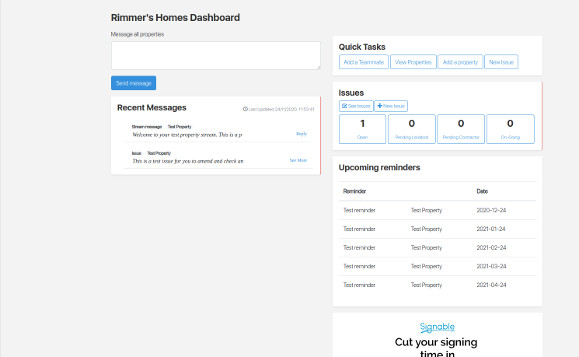 Rimmer's Homes Dashboard
Message all properties
Send message
Recent Messages
Last updated 24/11/2020, 11:53:41
Stream message Test Property
Welcome to your test property stream. This is a p
Reply
Issue Test Property
This is a test issue for you to amend and check an
See More
Quick Tasks
Add a Teammate View Properties Add a property New Issue
Issues
See Issues New Issue
1 0 0 0
Open Pending Landlord Pending Contractor On-Going
Upcoming reminders
Reminder Date
Test reminder Test Property 2020-12-24
Test reminder Test Property 2021-01-24
Test reminder Test Property 2021-02-24
Test reminder Test Property 2021-03-24
Test reminder Test Property 2021-04-24
Signable
Cut your signing
time in